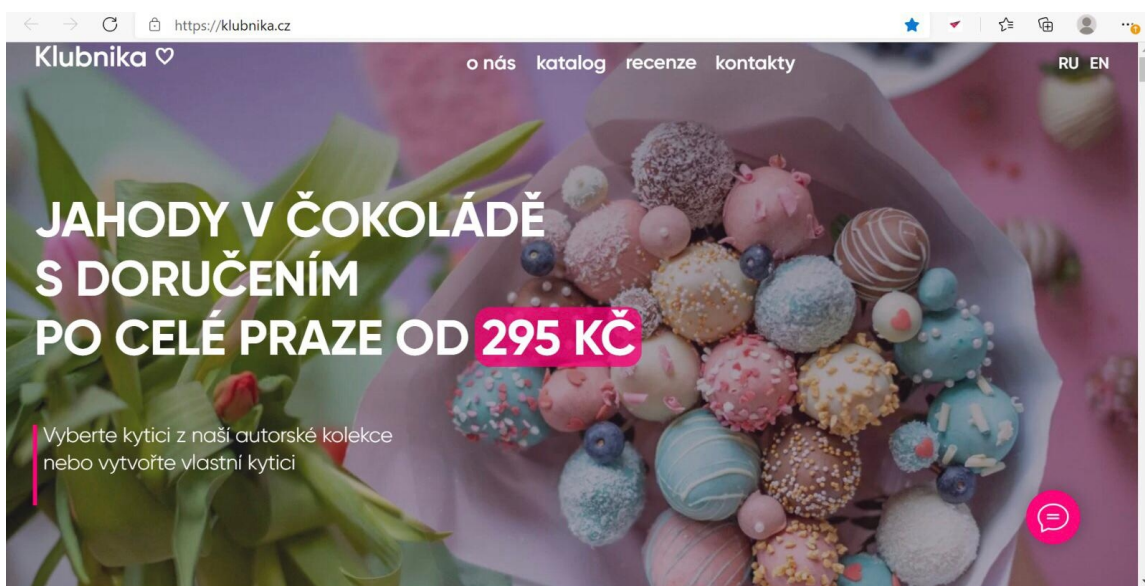 https://klubnika.cz
Klubnika ♡
o nás katalog recenze kontakty
RU EN
JAHODY V ČOKOLÁDĚ
S DORUČENÍM
PO CELÉ PRAZE OD 295 KČ
Vyberte kytici z naší autorské kolekce
nebo vytvořte vlastní kytici